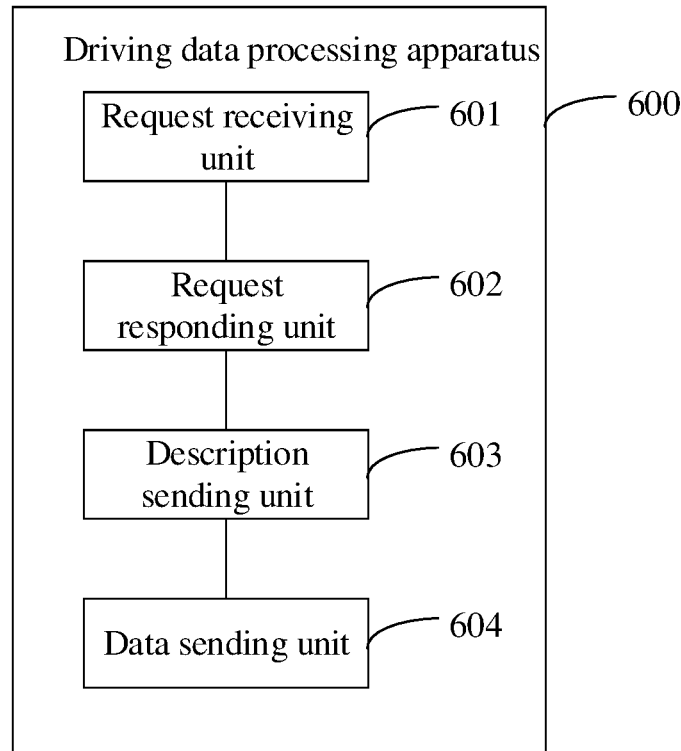 Driving data processing apparatus
600
Request receiving
unit
601
Request
responding unit
602
Description
sending unit
603
Data sending unit
604